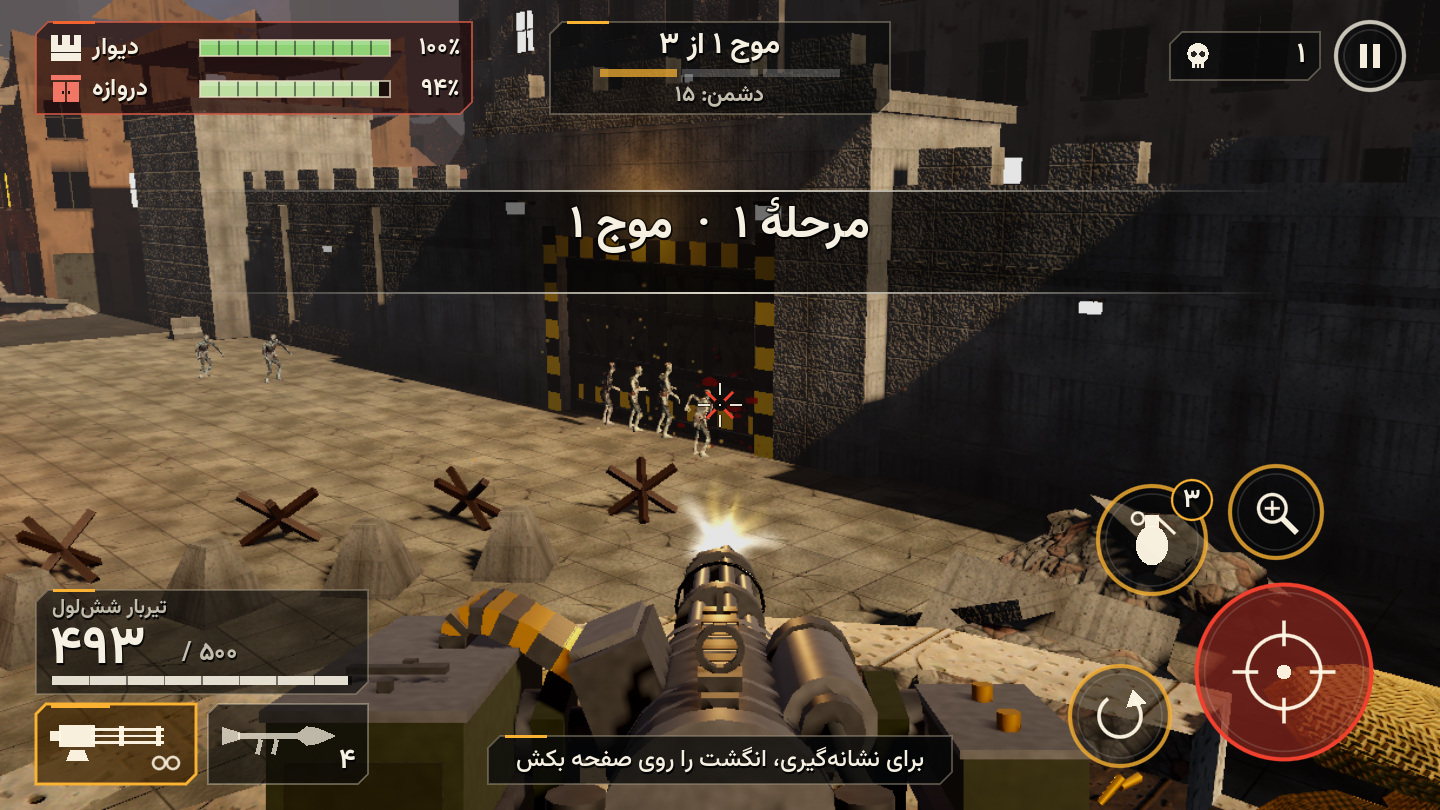 دیوار ۱۰۰٪
دروازه ۹۴٪
موج ۱ از ۳
دشمن: ۱۵
۱
مرحلهٔ ۱ · موج ۱
۳
تیربار شش‌لول
۴۹۳ / ۵۰۰
∞
۴
برای نشانه‌گیری، انگشت را روی صفحه بکش